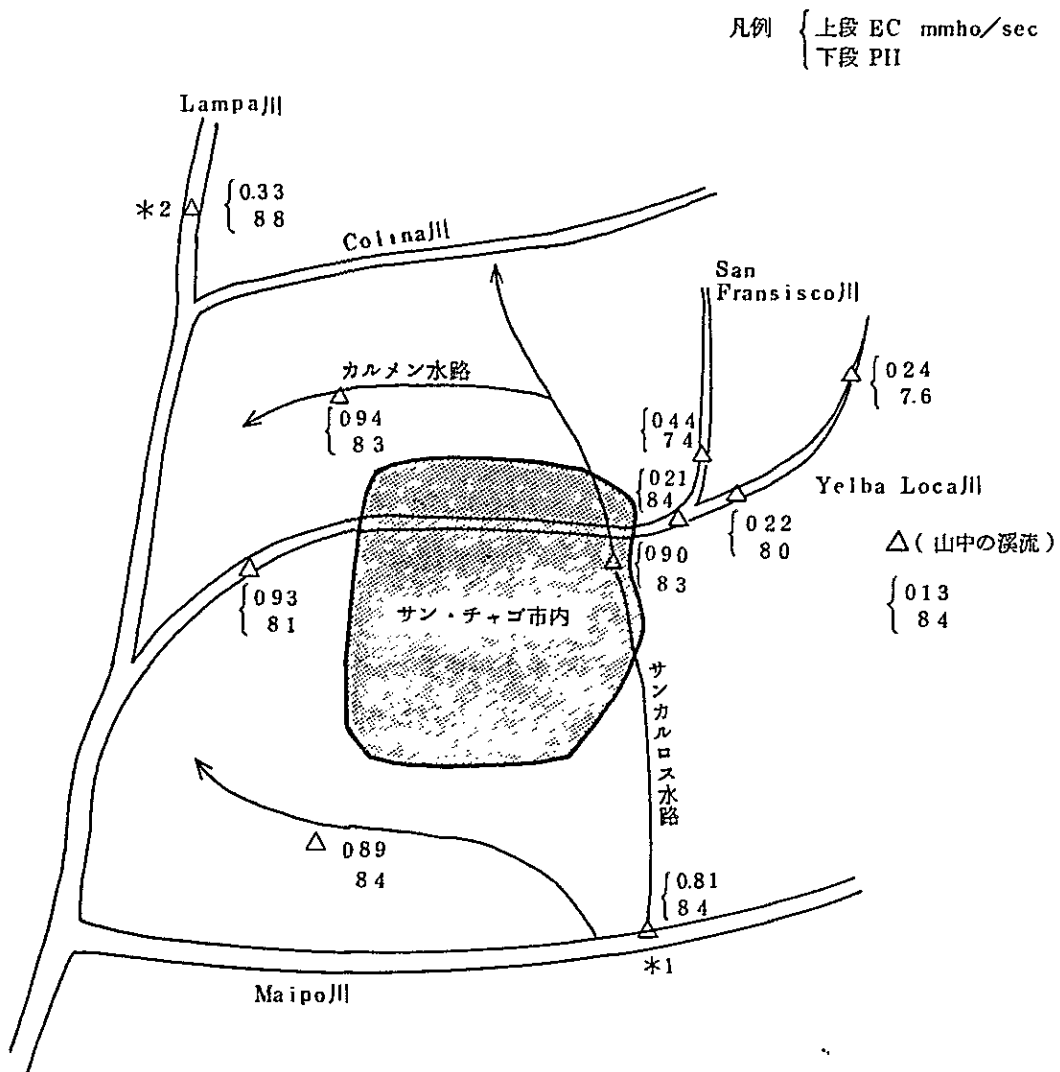 凡例 { 上段 EC mmho/sec
下段 PH
Lampa川
*2 △ { 0.33
88
Colina川
San
Fransisco川
カルメン水路
{ 094
83
{ 044
74
{ 024
7.6
{ 021
84
Yelba Loca川
{ 022
80
△ ( 山中の渓流 )
{ 013
84
{ 090
83
{ 093
81
サン・チャゴ市内
サンカルロス水路
089
84
{ 0.81
84
*1
Maipo川